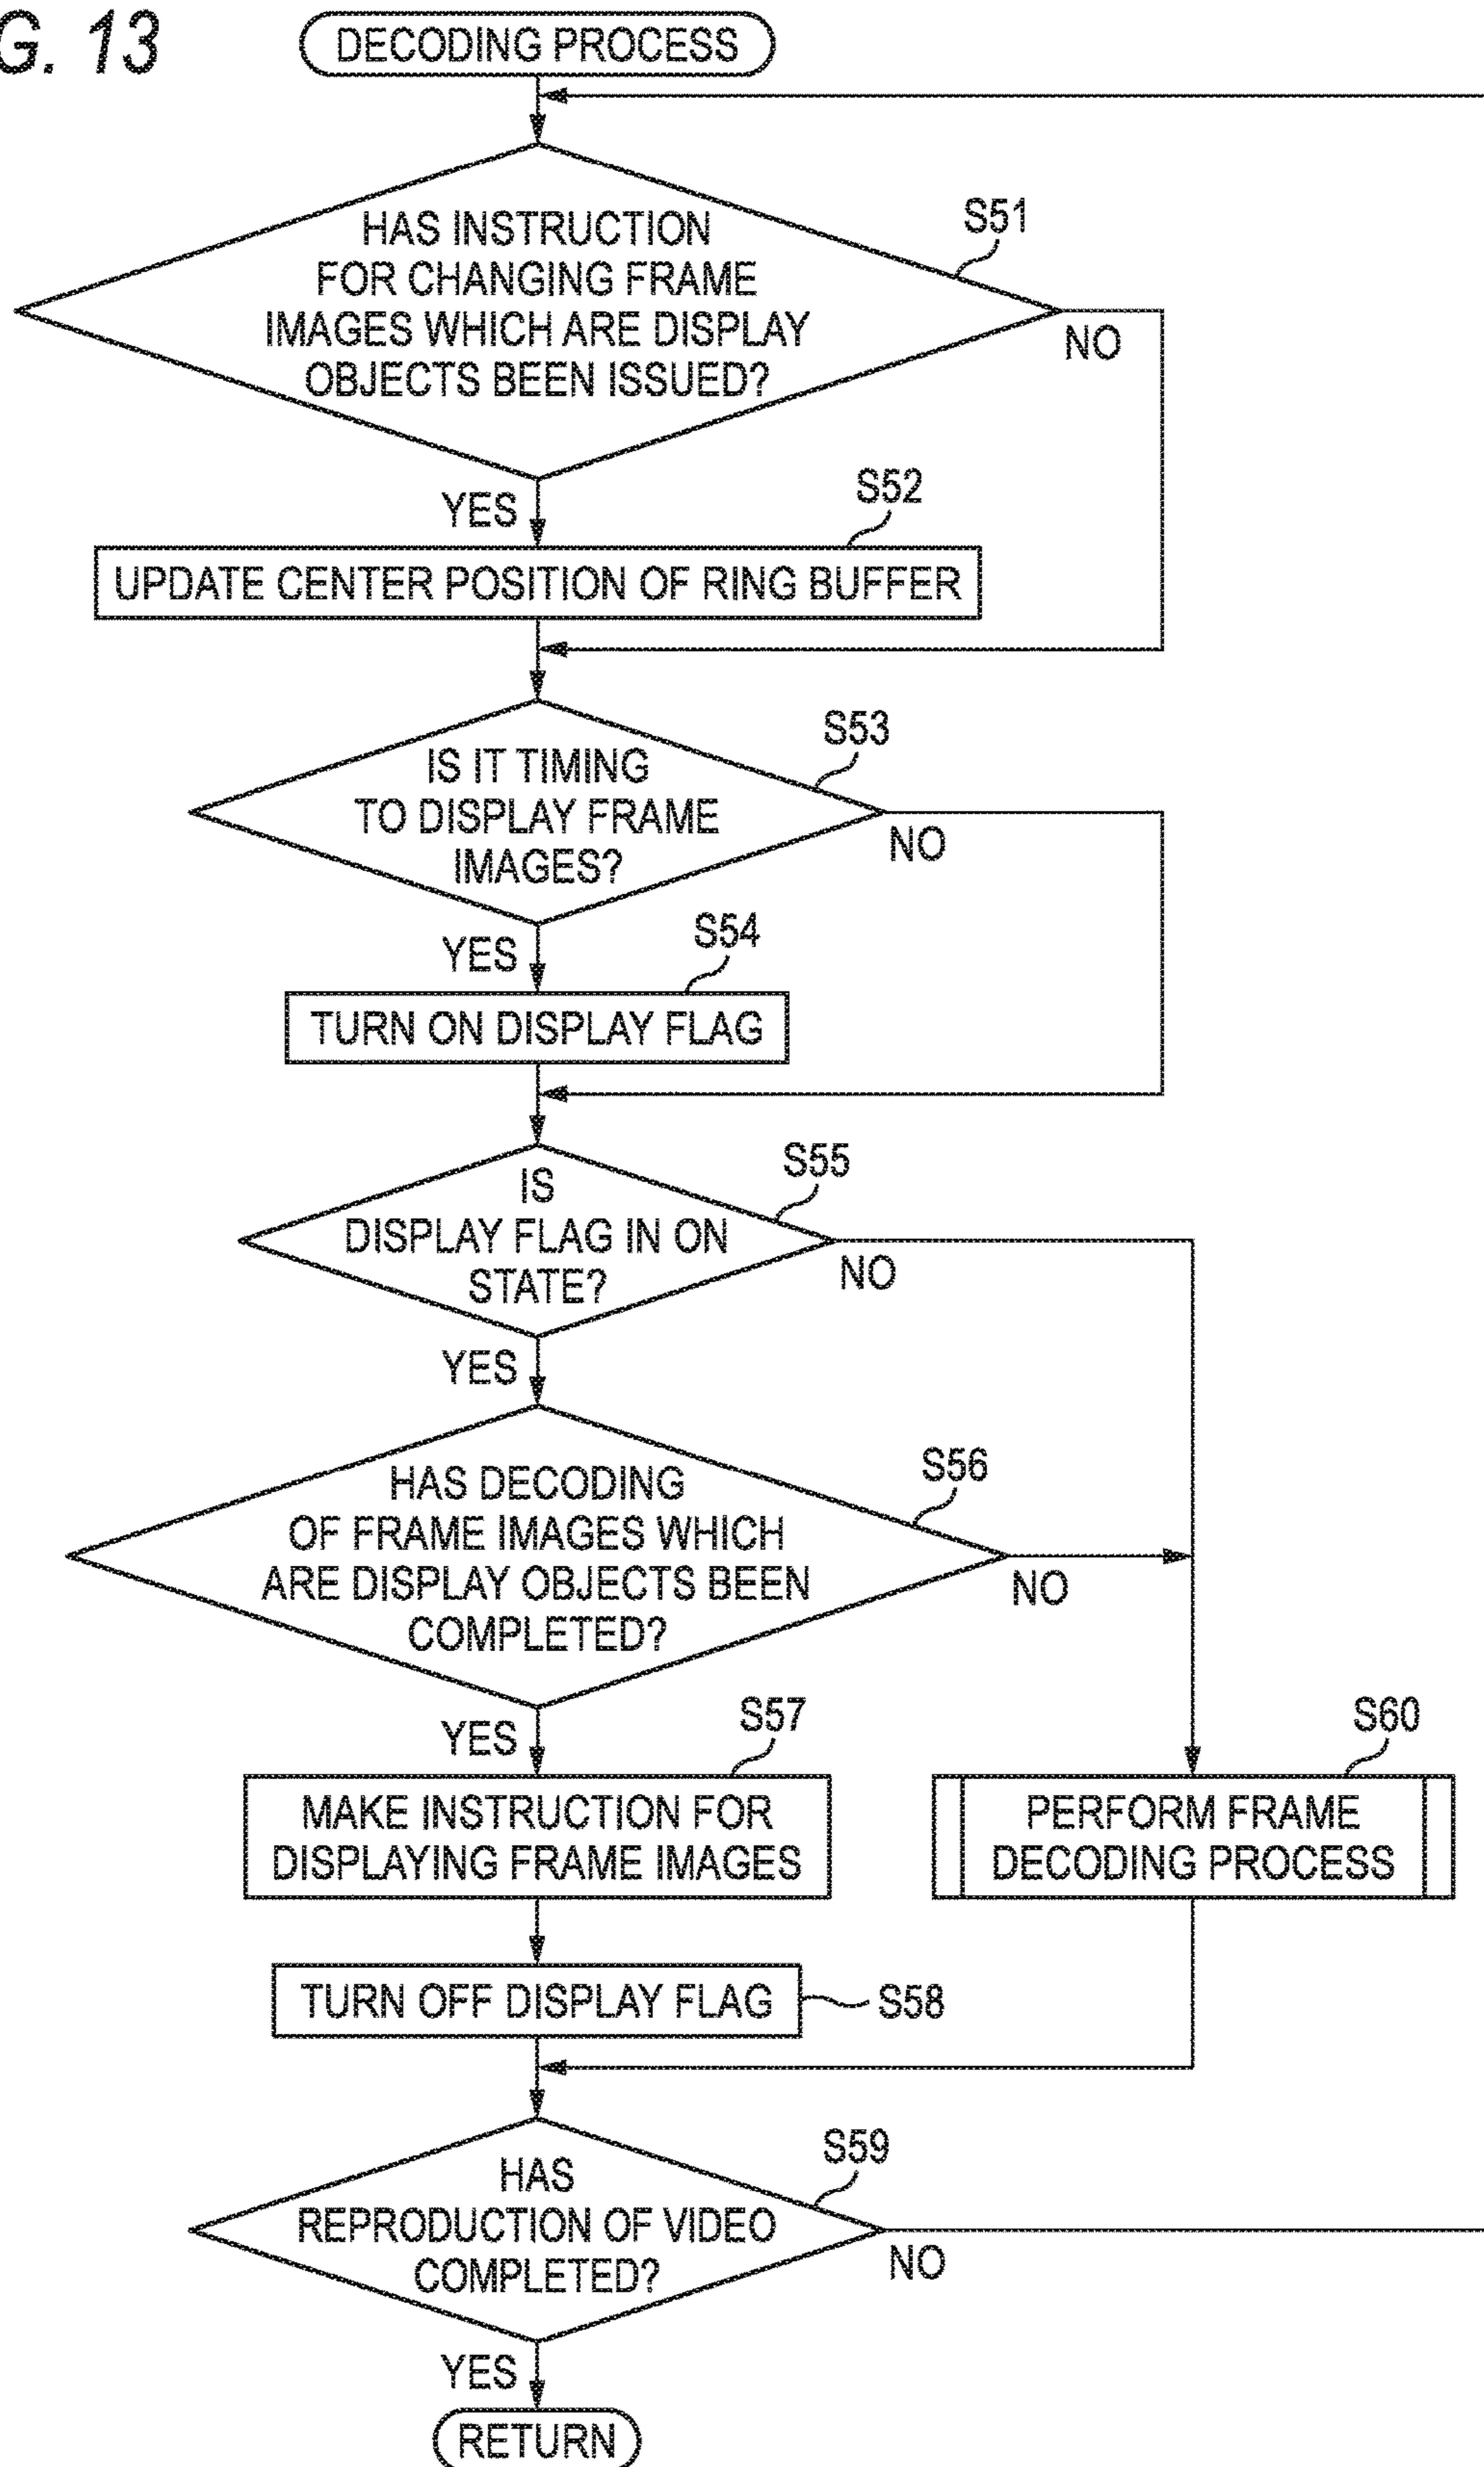 G. 13
DECODING PROCESS
HAS INSTRUCTION
FOR CHANGING FRAME
IMAGES WHICH ARE DISPLAY
OBJECTS BEEN ISSUED?
S51
NO
YES
S52
UPDATE CENTER POSITION OF RING BUFFER
S53
IS IT TIMING
TO DISPLAY FRAME
IMAGES?
NO
YES
S54
TURN ON DISPLAY FLAG
S55
IS
DISPLAY FLAG IN ON
STATE?
NO
YES
S56
HAS DECODING
OF FRAME IMAGES WHICH
ARE DISPLAY OBJECTS BEEN
COMPLETED?
NO
YES
S57
MAKE INSTRUCTION FOR
DISPLAYING FRAME IMAGES
S60
PERFORM FRAME
DECODING PROCESS
TURN OFF DISPLAY FLAG
S58
S59
HAS
REPRODUCTION OF VIDEO
COMPLETED?
NO
YES
RETURN